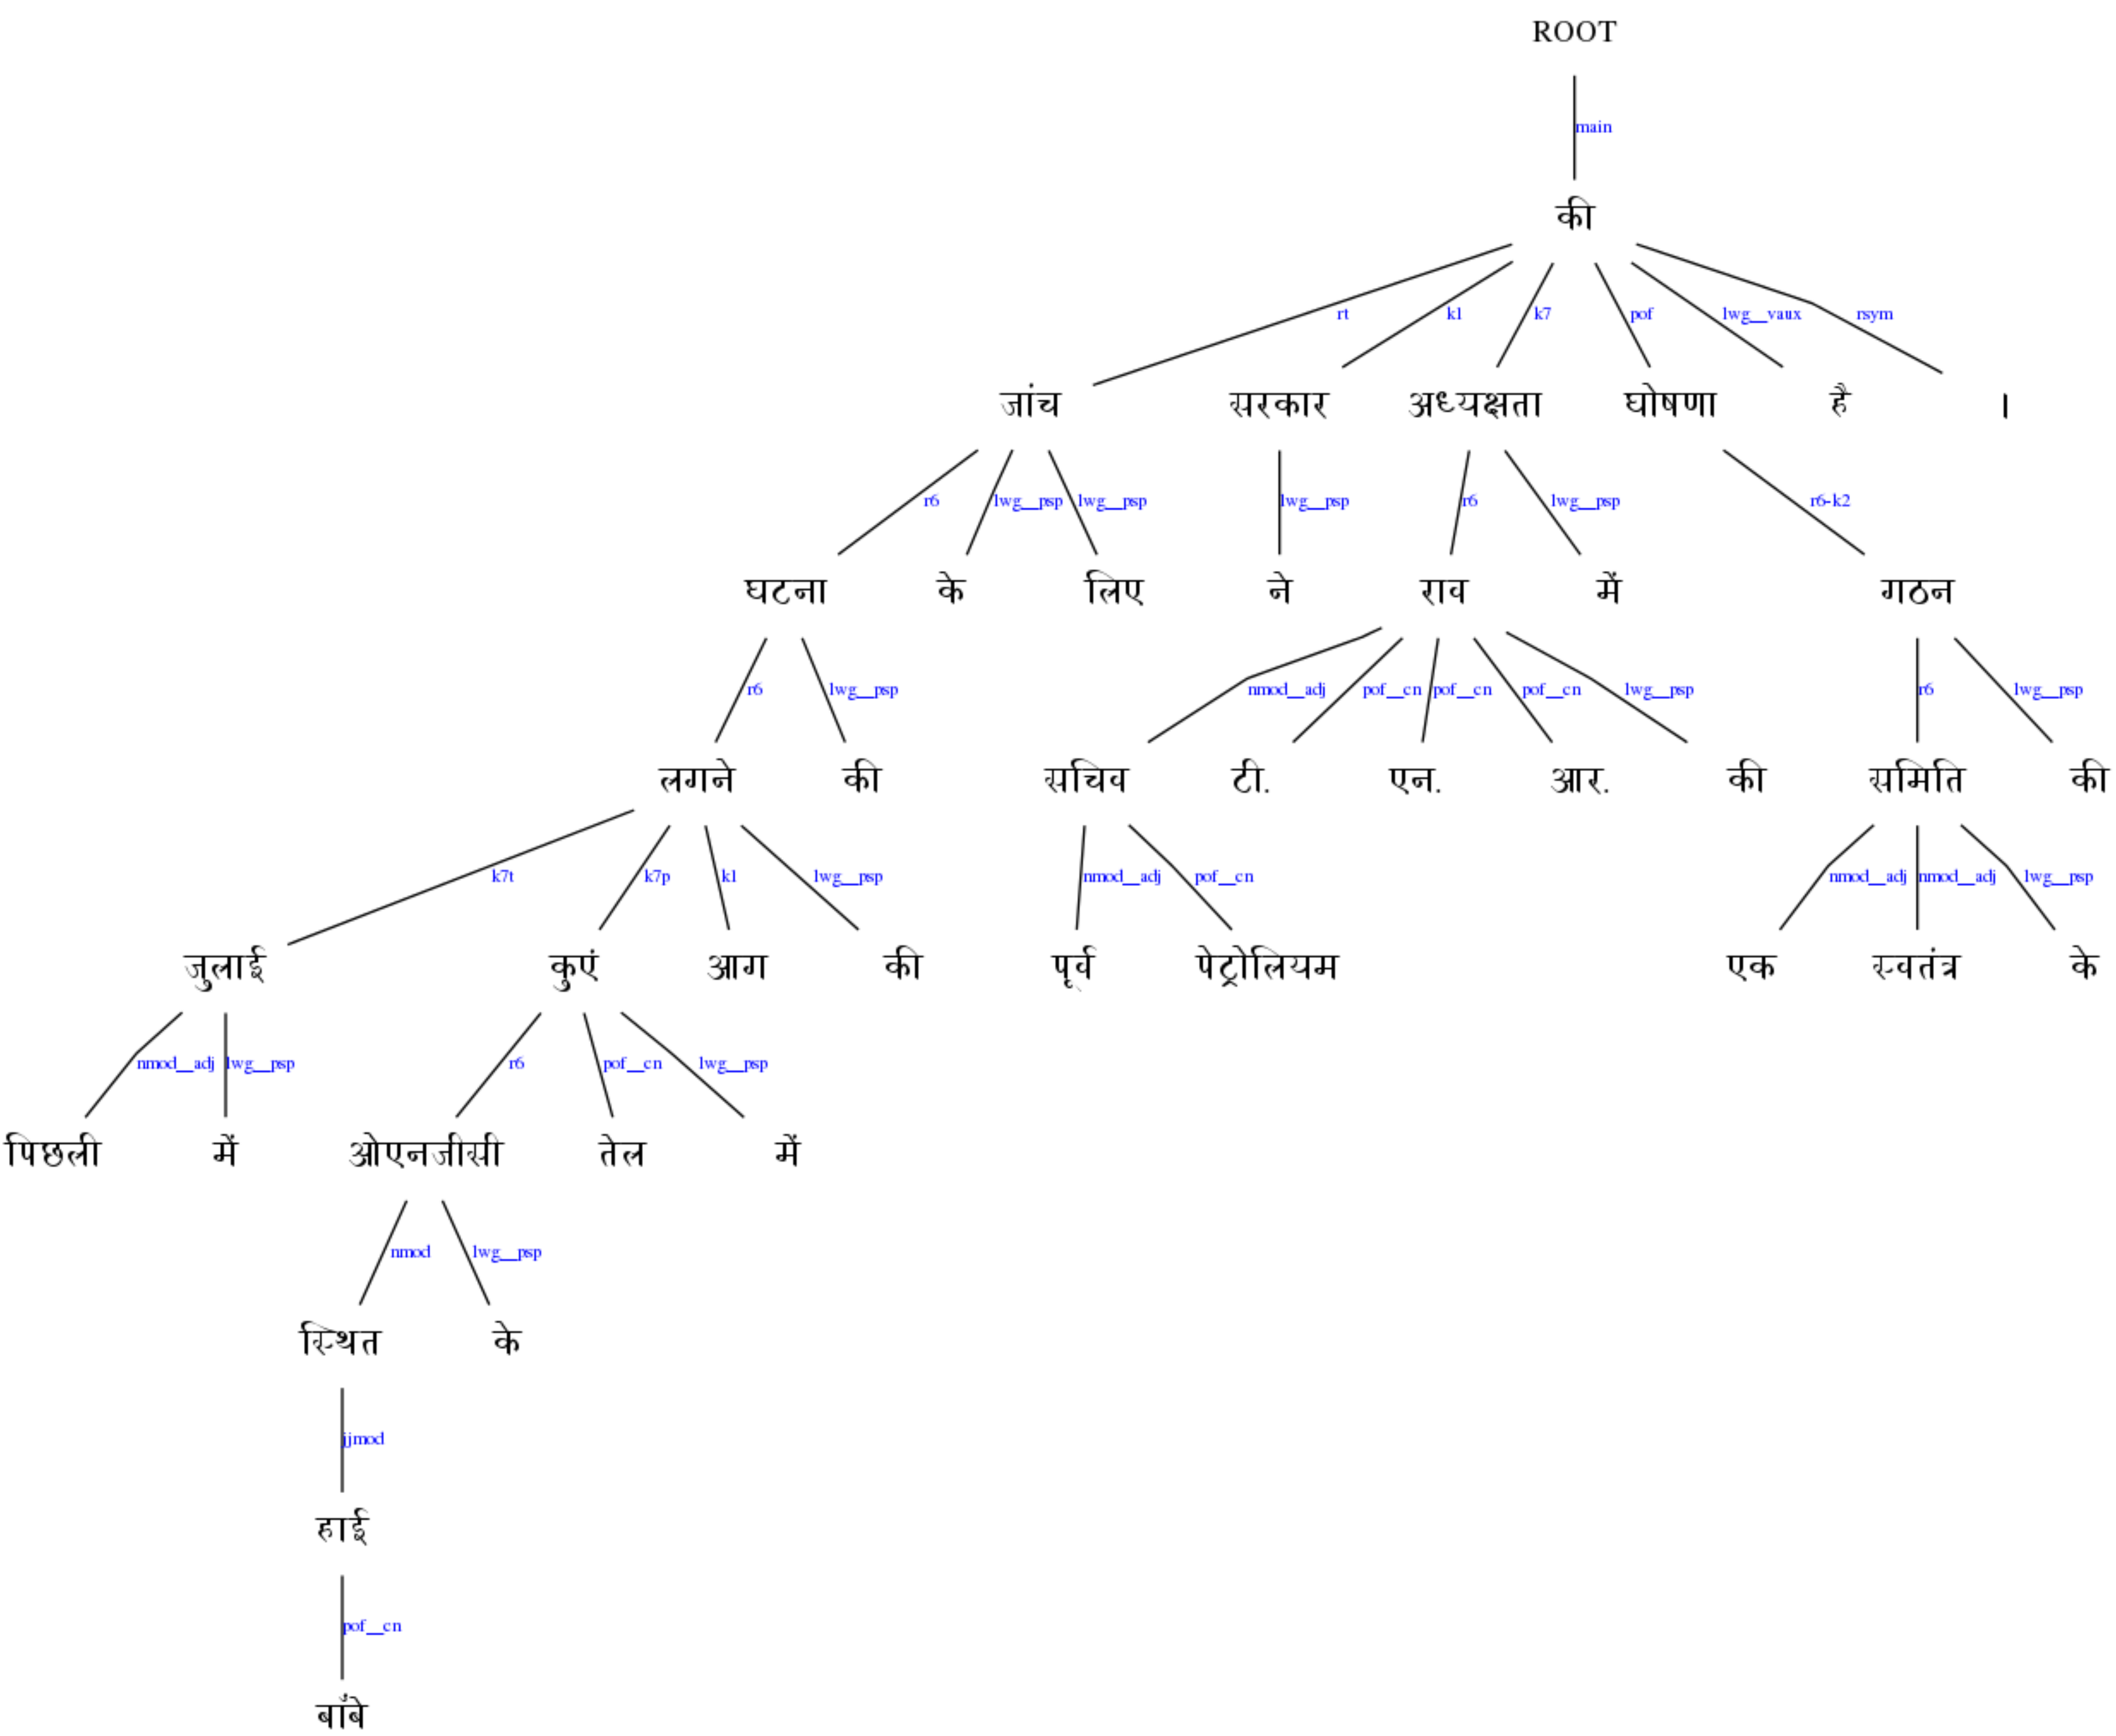 ROOT
main
की
rt k1 k7 pof lwg__vaux rsym
जांच सरकार अध्यक्षता घोषणा है ।
r6 lwg__psp lwg__psp lwg__psp r6 lwg__psp r6-k2
घटना के लिए ने राव में गठन
r6 lwg__psp nmod__adj pof__cn pof__cn pof__cn lwg__psp r6 lwg__psp
लगने की सचिव टी. एन. आर. की समिति की
k7t k7p k1 lwg__psp nmod__adj pof__cn nmod__adj nmod__adj lwg__psp
जुलाई कुएं आग की पूर्व पेट्रोलियम एक स्वतंत्र के
nmod__adj lwg__psp r6 pof__cn lwg__psp
पिछली में ओएनजीसी तेल में
nmod lwg__psp
स्थित के
jjmod
हाई
pof__cn
बॉंबे